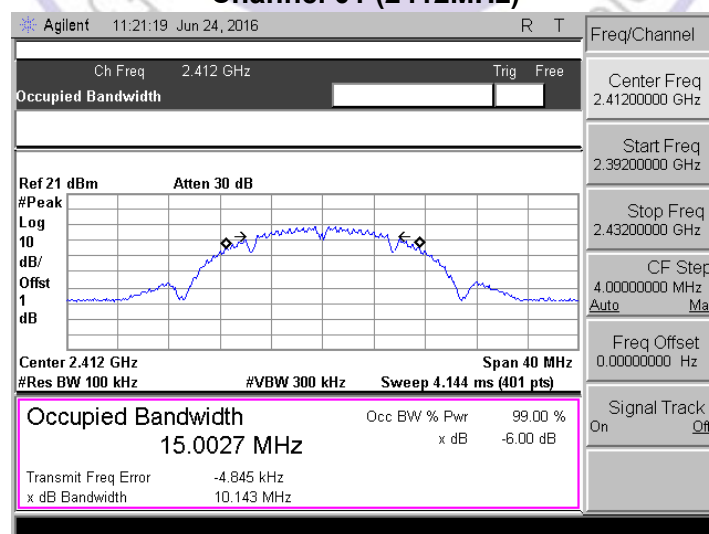 Channel 01 (2412MHz)
Agilent 11:21:19 Jun 24, 2016 R T
Freq/Channel
Ch Freq 2.412 GHz Trig Free
Occupied Bandwidth
Center Freq
2.41200000 GHz
Start Freq
2.39200000 GHz
Ref 21 dBm Atten 30 dB
#Peak
Log
10
dB/
Offst
1
dB
Stop Freq
2.43200000 GHz
CF Step
4.00000000 MHz
Auto Ma
Freq Offset
0.00000000 Hz
Center 2.412 GHz Span 40 MHz
#Res BW 100 kHz #VBW 300 kHz Sweep 4.144 ms (401 pts)
Signal Track
On Off
Occupied Bandwidth Occ BW % Pwr 99.00 %
15.0027 MHz x dB -6.00 dB
Transmit Freq Error -4.845 kHz
x dB Bandwidth 10.143 MHz